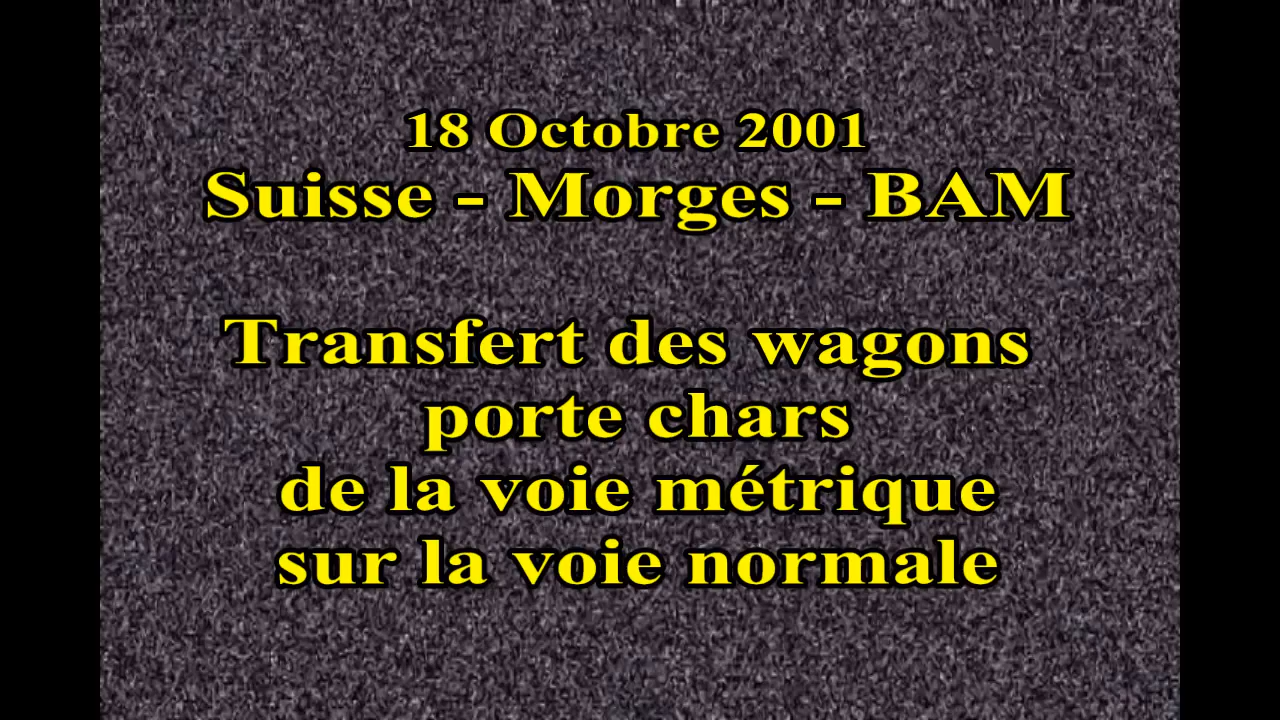 18 Octobre 2001
Suisse - Morges - BAM
Transfert des wagons
porte chars
de la voie métrique
sur la voie normale